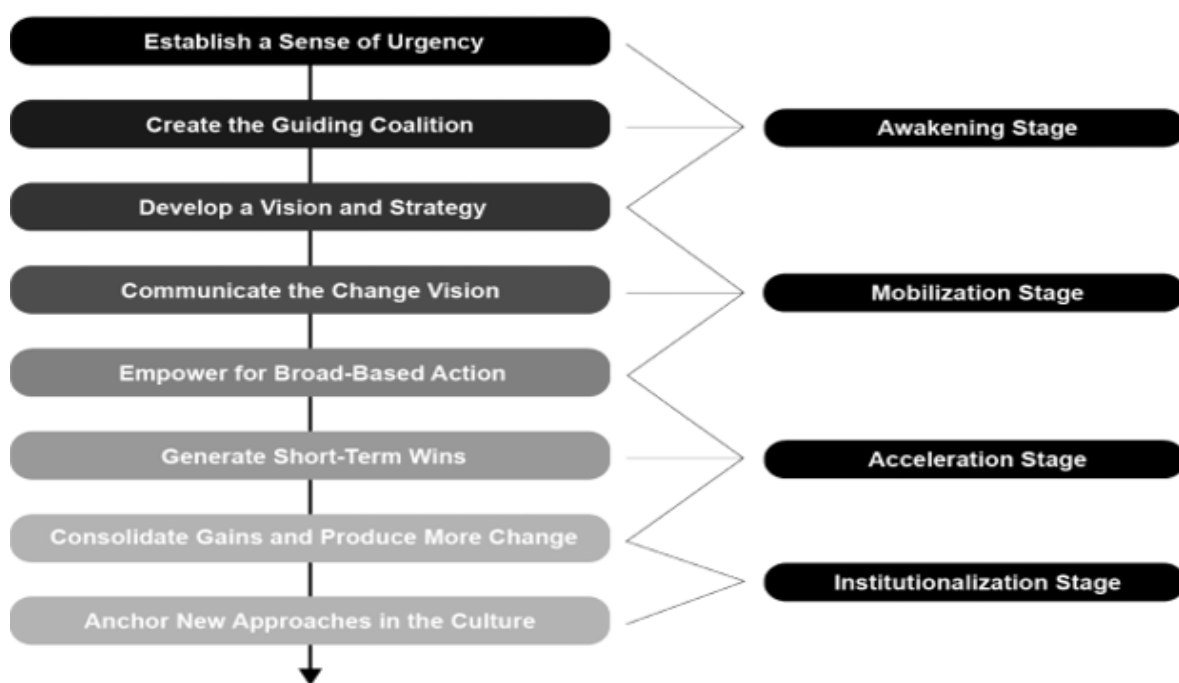 Establish a Sense of Urgency
Create the Guiding Coalition
Awakening Stage
Develop a Vision and Strategy
Communicate the Change Vision
Mobilization Stage
Empower for Broad-Based Action
Generate Short-Term Wins
Acceleration Stage
Consolidate Gains and Produce More Change
Institutionalization Stage
Anchor New Approaches in the Culture